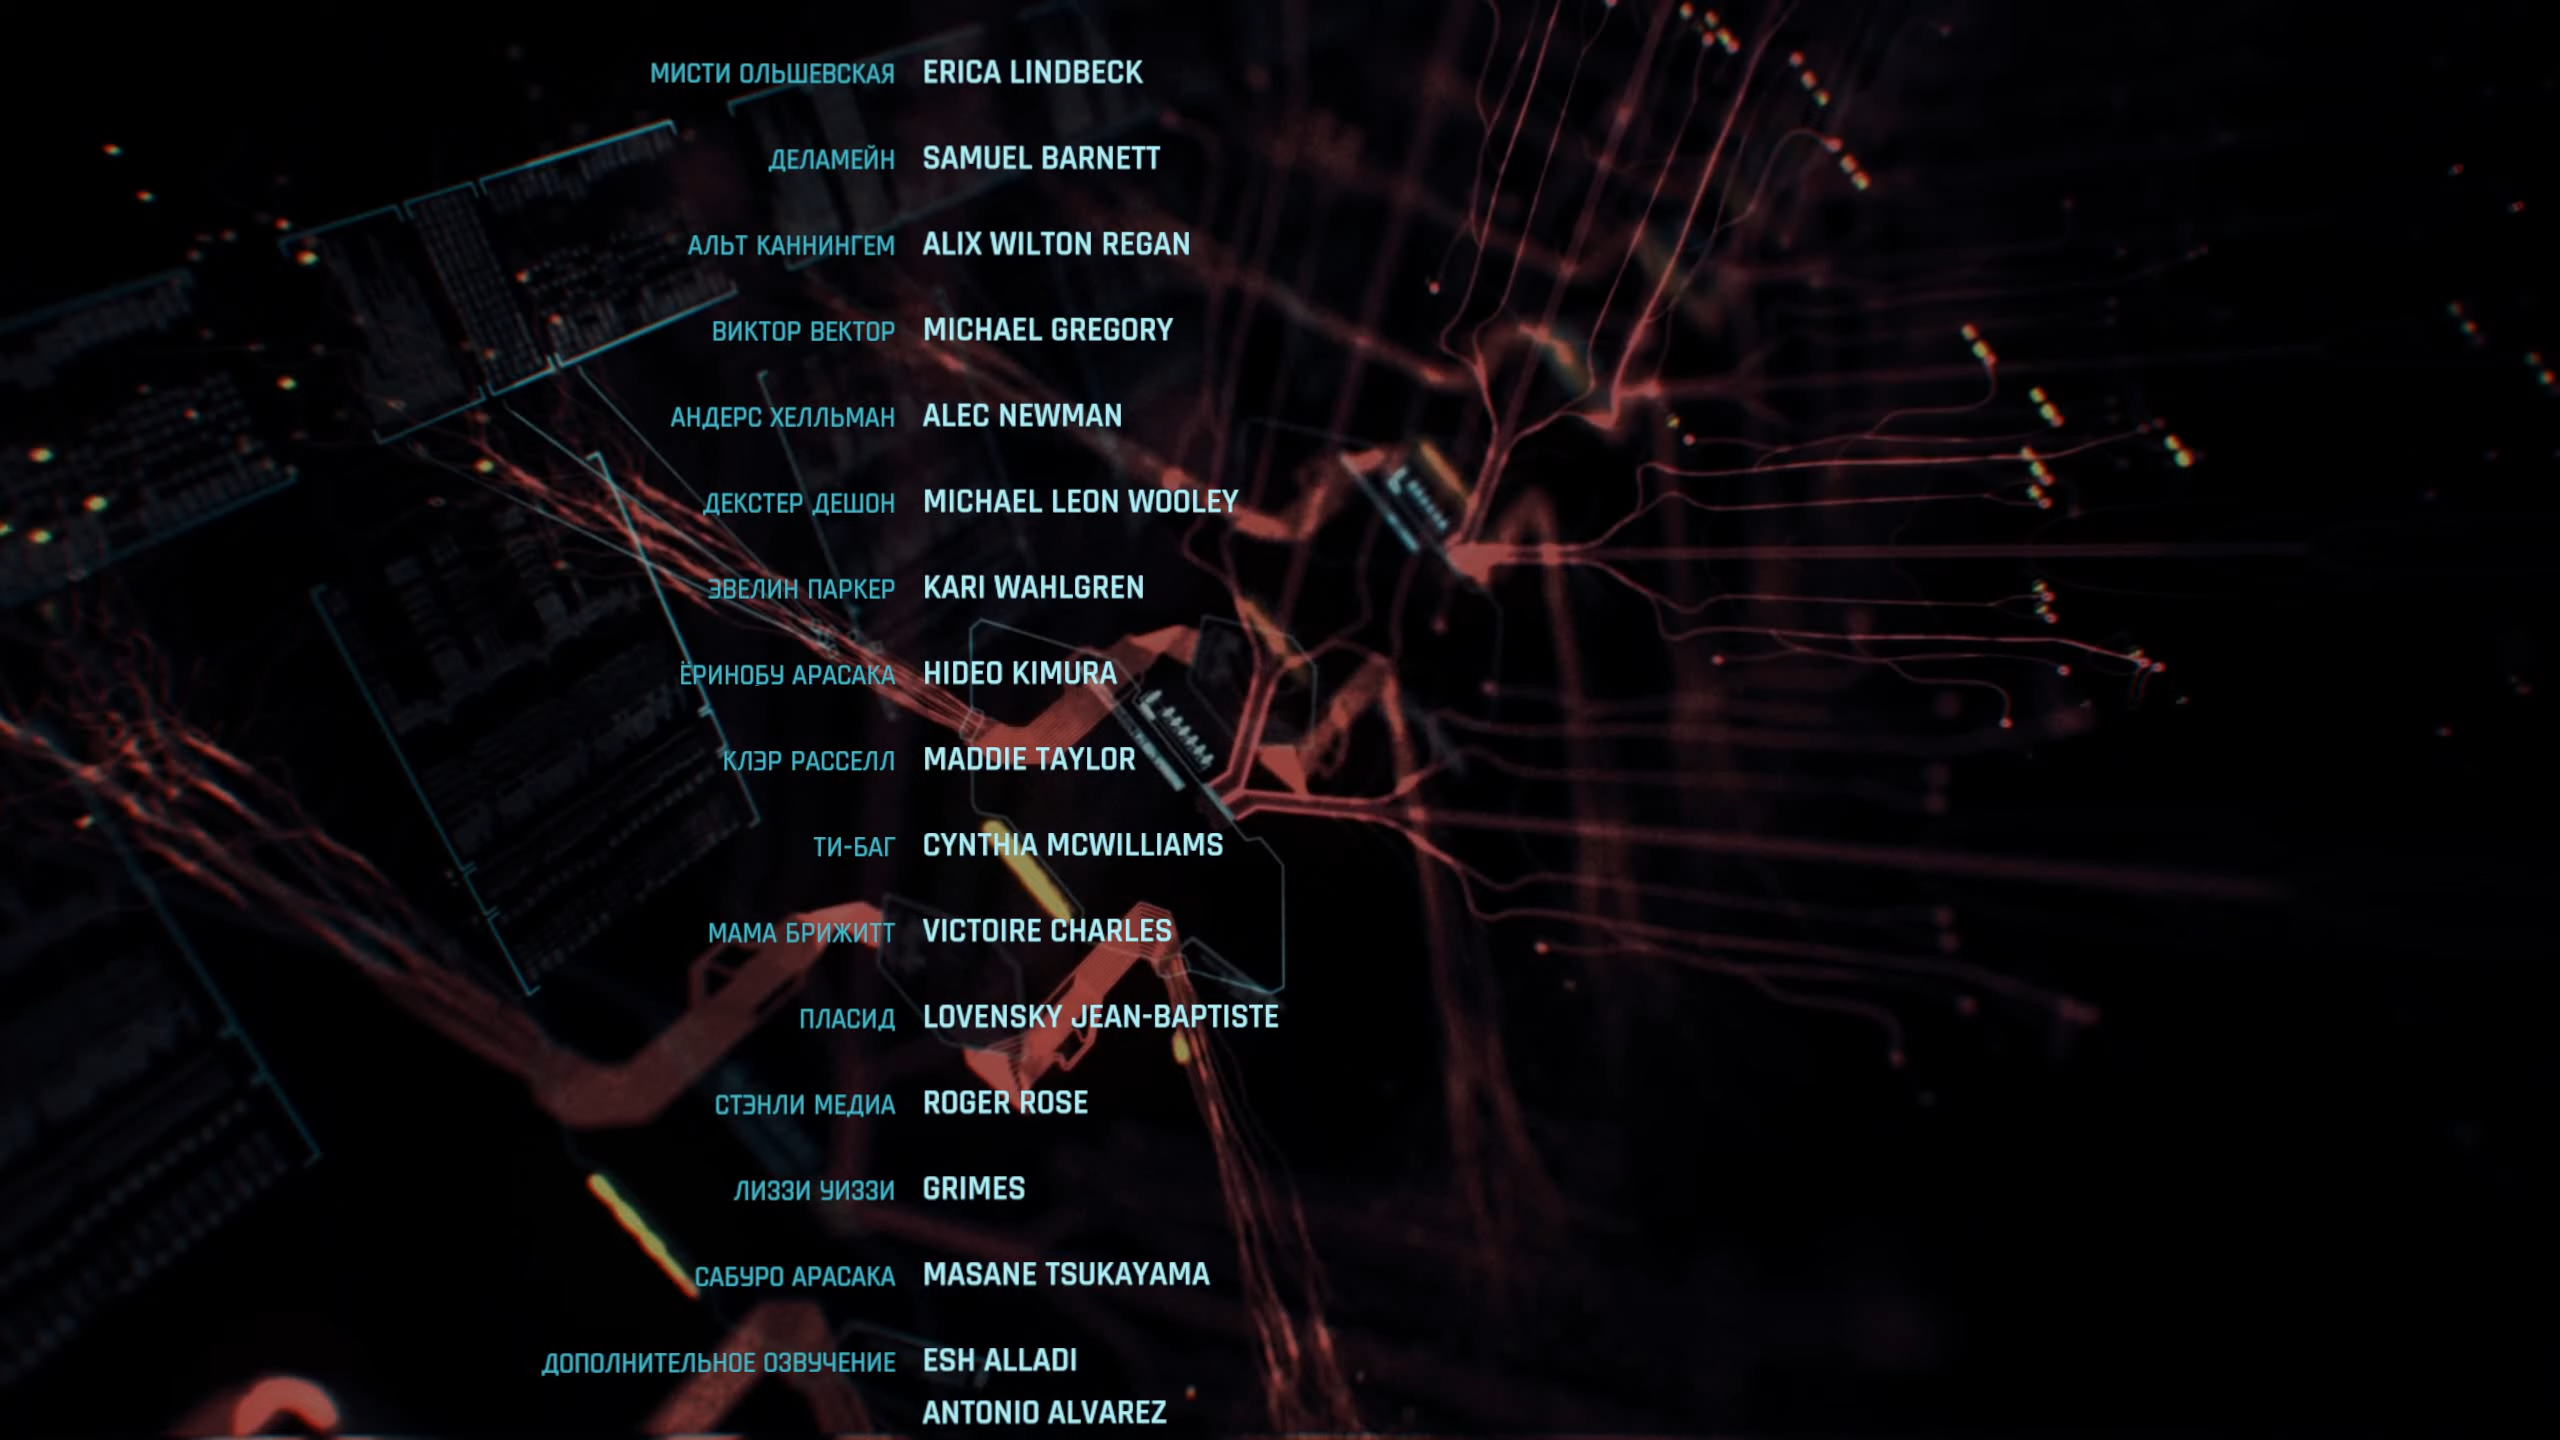 МИСТИ ОЛЬШЕВСКАЯ ERICA LINDBECK
ДЕЛАМЕЙН SAMUEL BARNETT
АЛЬТ КАННИНГЕМ ALIX WILTON REGAN
ВИКТОР ВЕКТОР MICHAEL GREGORY
АНДЕРС ХЕЛЛЬМАН ALEC NEWMAN
ДЕКСТЕР ДЕШОН MICHAEL LEON WOOLEY
ЭВЕЛИН ПАРКЕР KARI WAHLGREN
ЁРИНОБУ АРАСАКА HIDEO KIMURA
КЛЭР РАССЕЛЛ MADDIE TAYLOR
ТИ-БАГ CYNTHIA MCWILLIAMS
МАМА БРИЖИТТ VICTOIRE CHARLES
ПЛАСИД LOVENSKY JEAN-BAPTISTE
СТЭНЛИ МЕДИА ROGER ROSE
ЛИЗЗИ УИЗЗИ GRIMES
САБУРО АРАСАКА MASANE TSUKAYAMA
ДОПОЛНИТЕЛЬНОЕ ОЗВУЧЕНИЕ ESH ALLADI
ANTONIO ALVAREZ